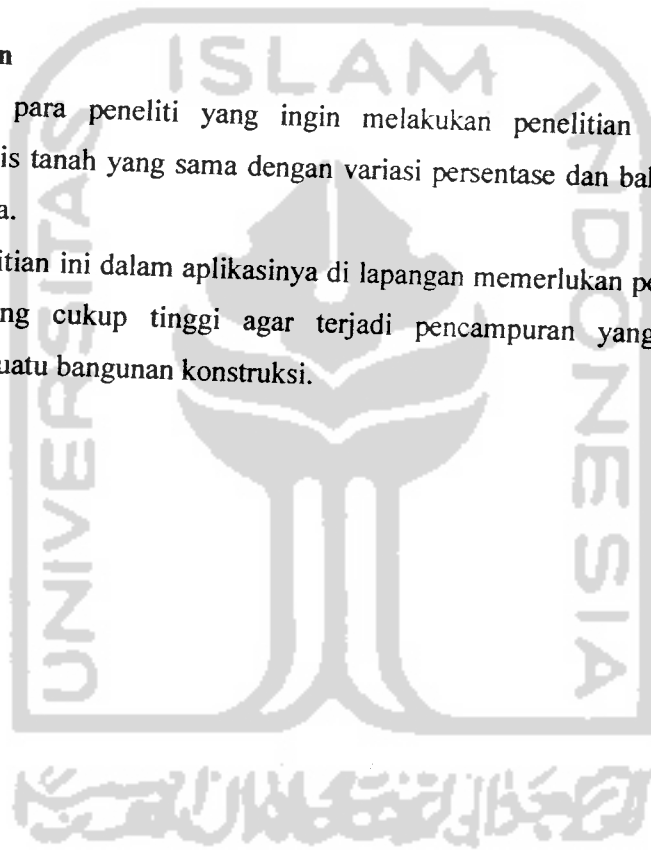 n
para peneliti yang ingin melakukan penelitian
is tanah yang sama dengan variasi persentase dan bah
a.
itian ini dalam aplikasinya di lapangan memerlukan pe
ng cukup tinggi agar terjadi pencampuran yang
uatu bangunan konstruksi.
ISLAM
UNIVERSITAS
INDONESIA